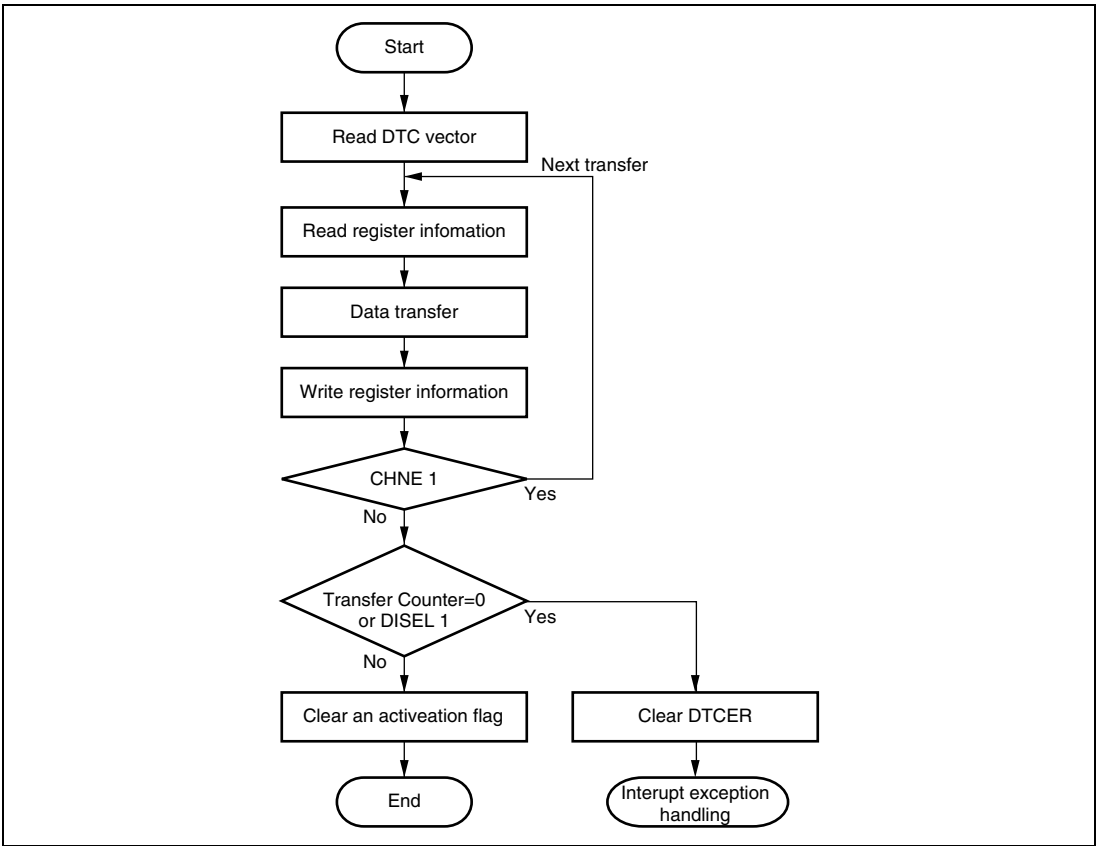 Start
Read DTC vector
Next transfer
Read register infomation
Data transfer
Write register information
CHNE 1
Yes
No
Transfer Counter=0
or DISEL 1
Yes
No
Clear an activeation flag
Clear DTCER
End
Interupt exception
handling